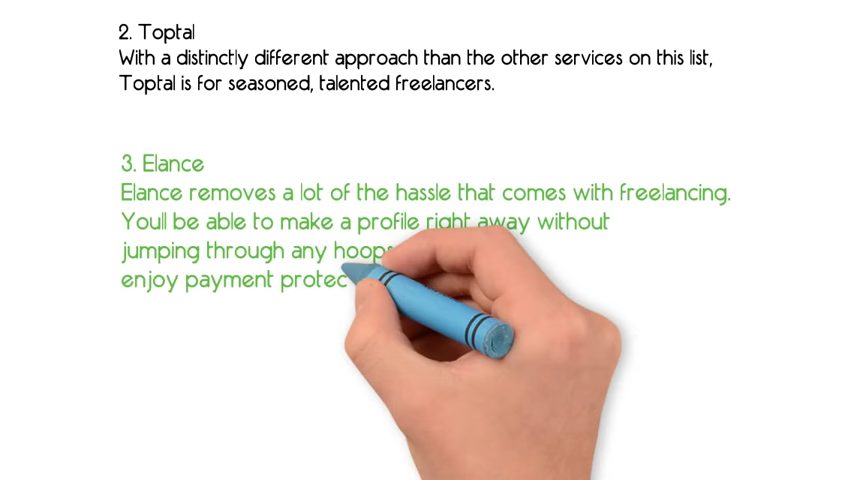 2. Toptal
With a distinctly different approach than the other services on this list,
Toptal is for seasoned, talented freelancers.
3. Elance
Elance removes a lot of the hassle that comes with freelancing.
Youll be able to make a profile right away without
jumping through any hoops
enjoy payment protec